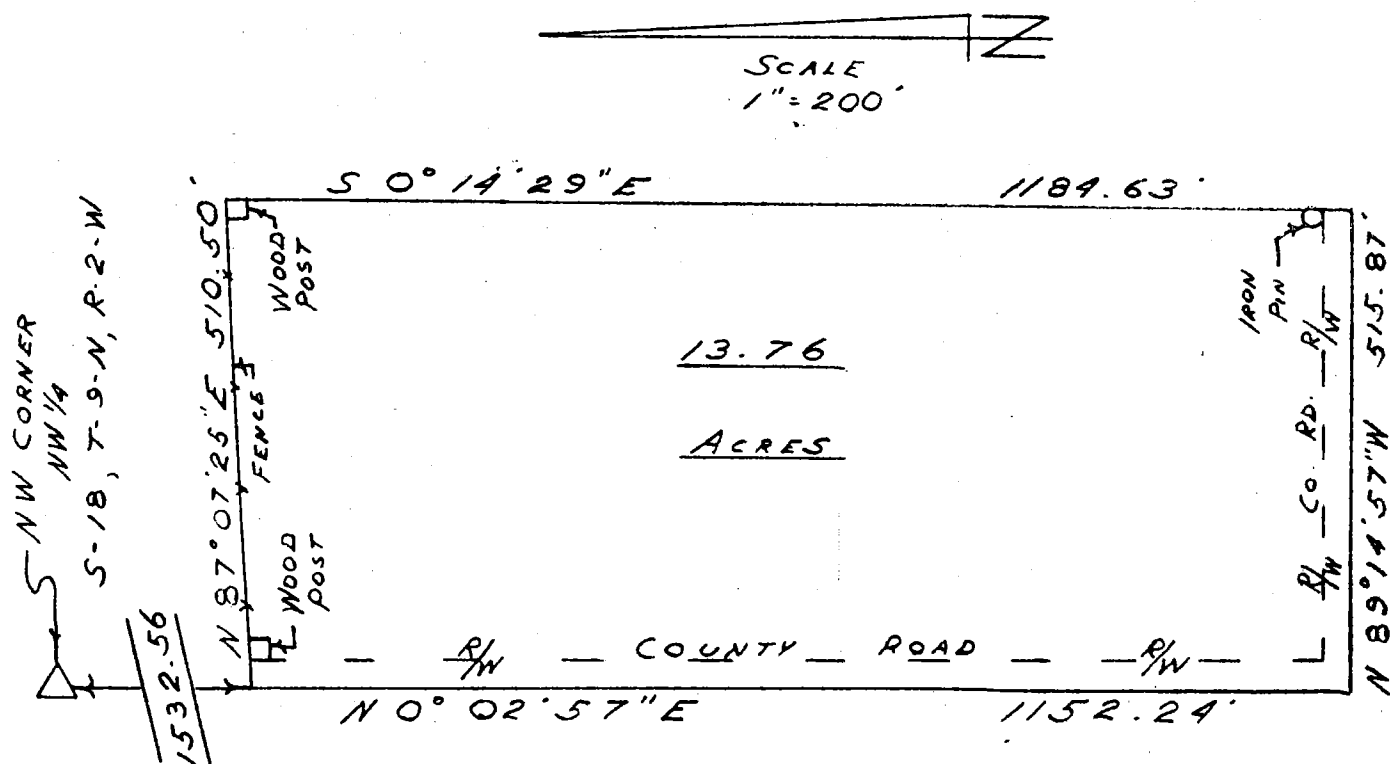 N
SCALE
1"=200'
S 0° 14' 29" E 1184.63'
NW CORNER
NW 1/4
S-18, T-9-N, R-2-W
N 87° 07' 25" E 510.50'
WOOD
POST
FENCE
13.76
ACRES
IRON
PIN
R/W CO. RD. R/W
N 89° 14' 57" W 515.87'
WOOD
POST
R/W COUNTY ROAD R/W
1532.56
N 0° 02' 57" E 1152.24'